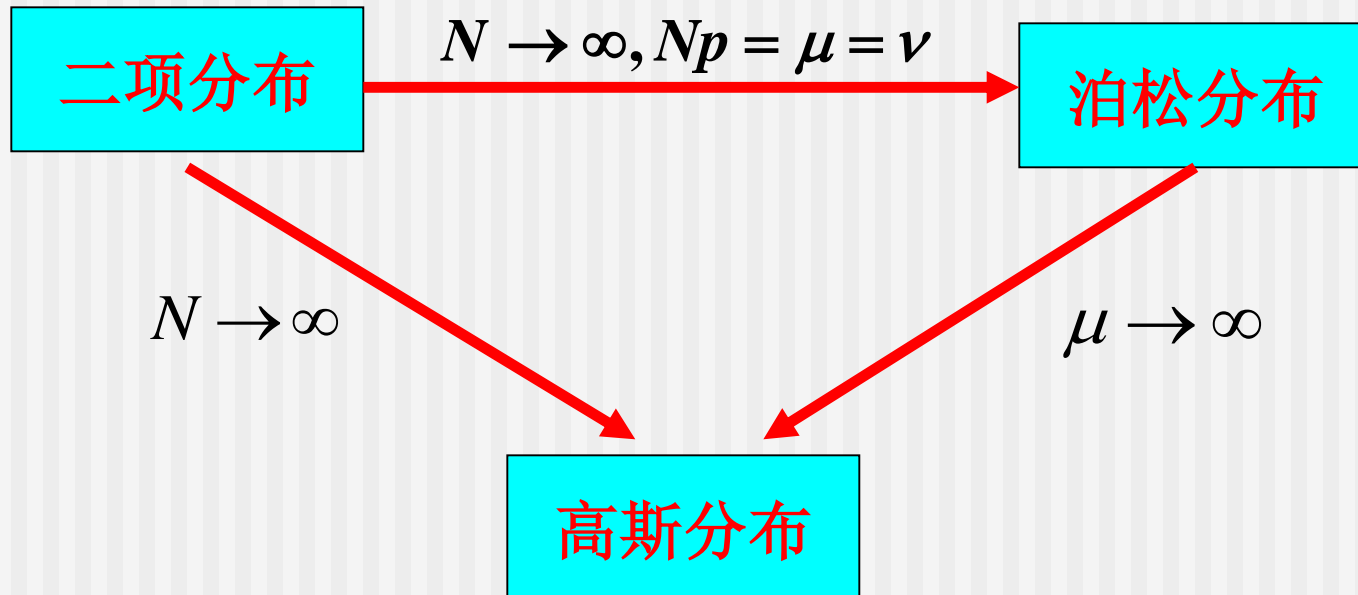 N → ∞, Np = μ = ν
二项分布
泊松分布
N → ∞
μ → ∞
高斯分布